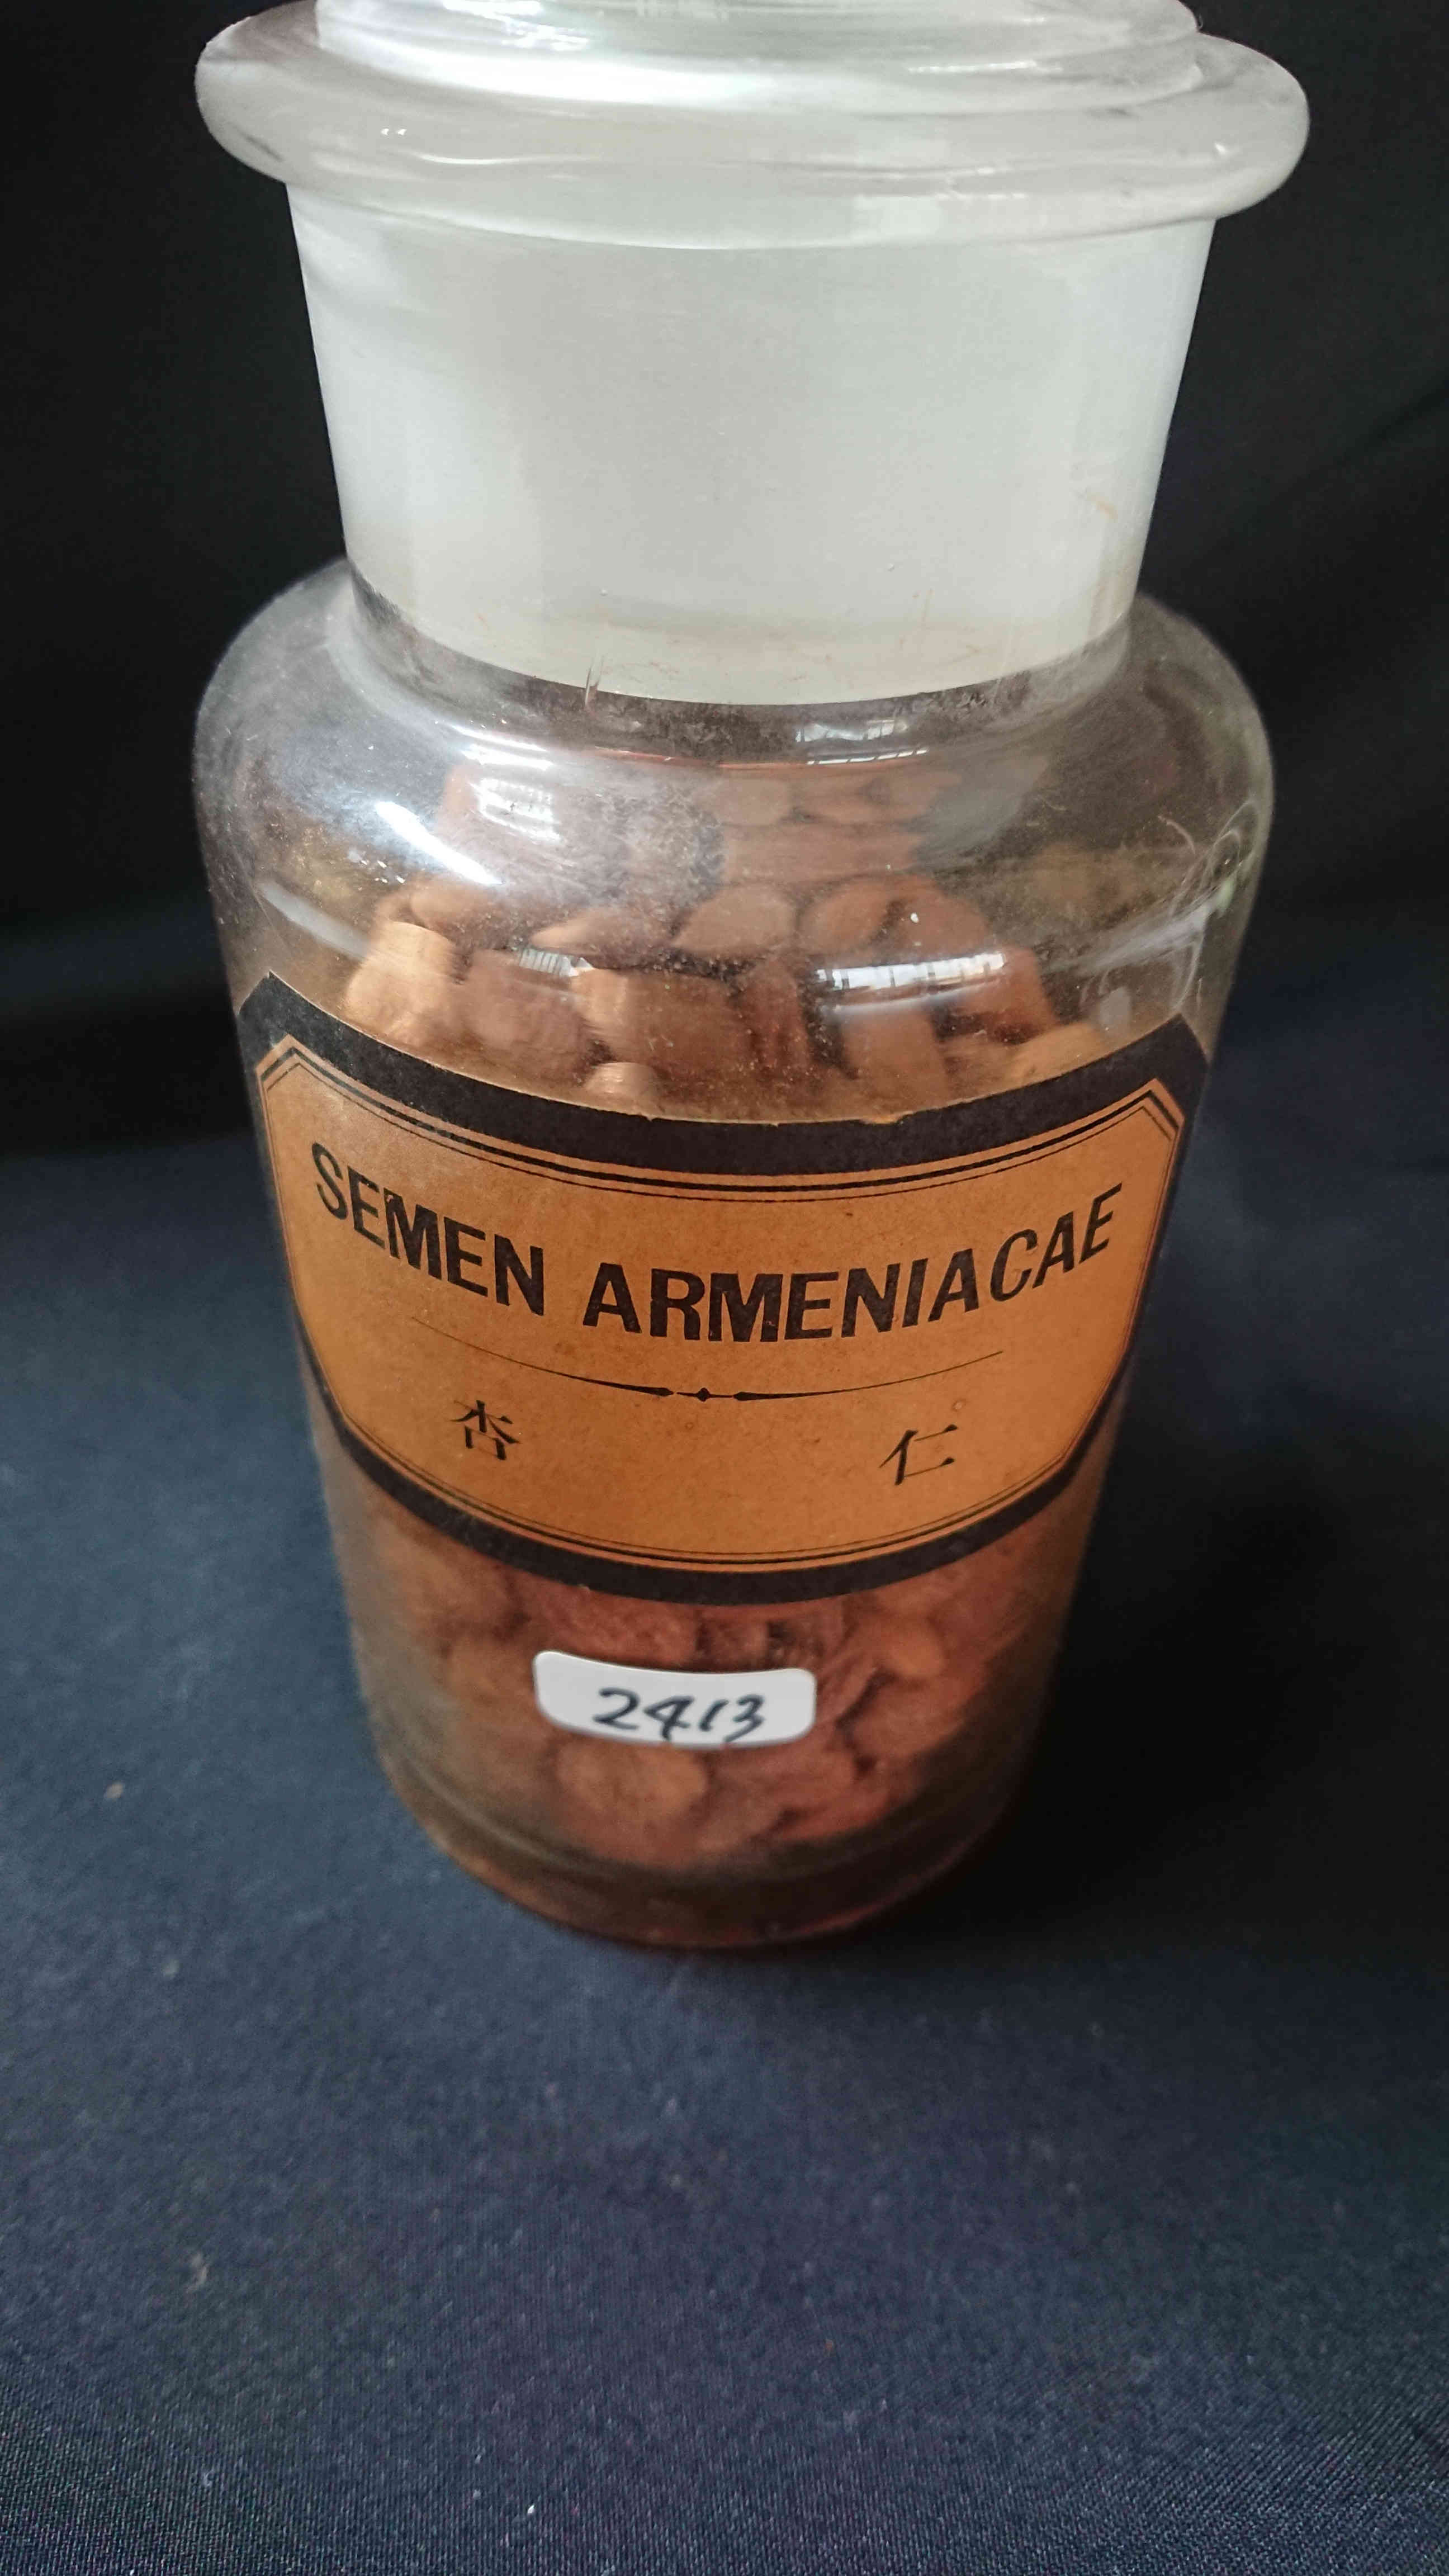 SEMEN ARMENIACAE
杏 仁
2413